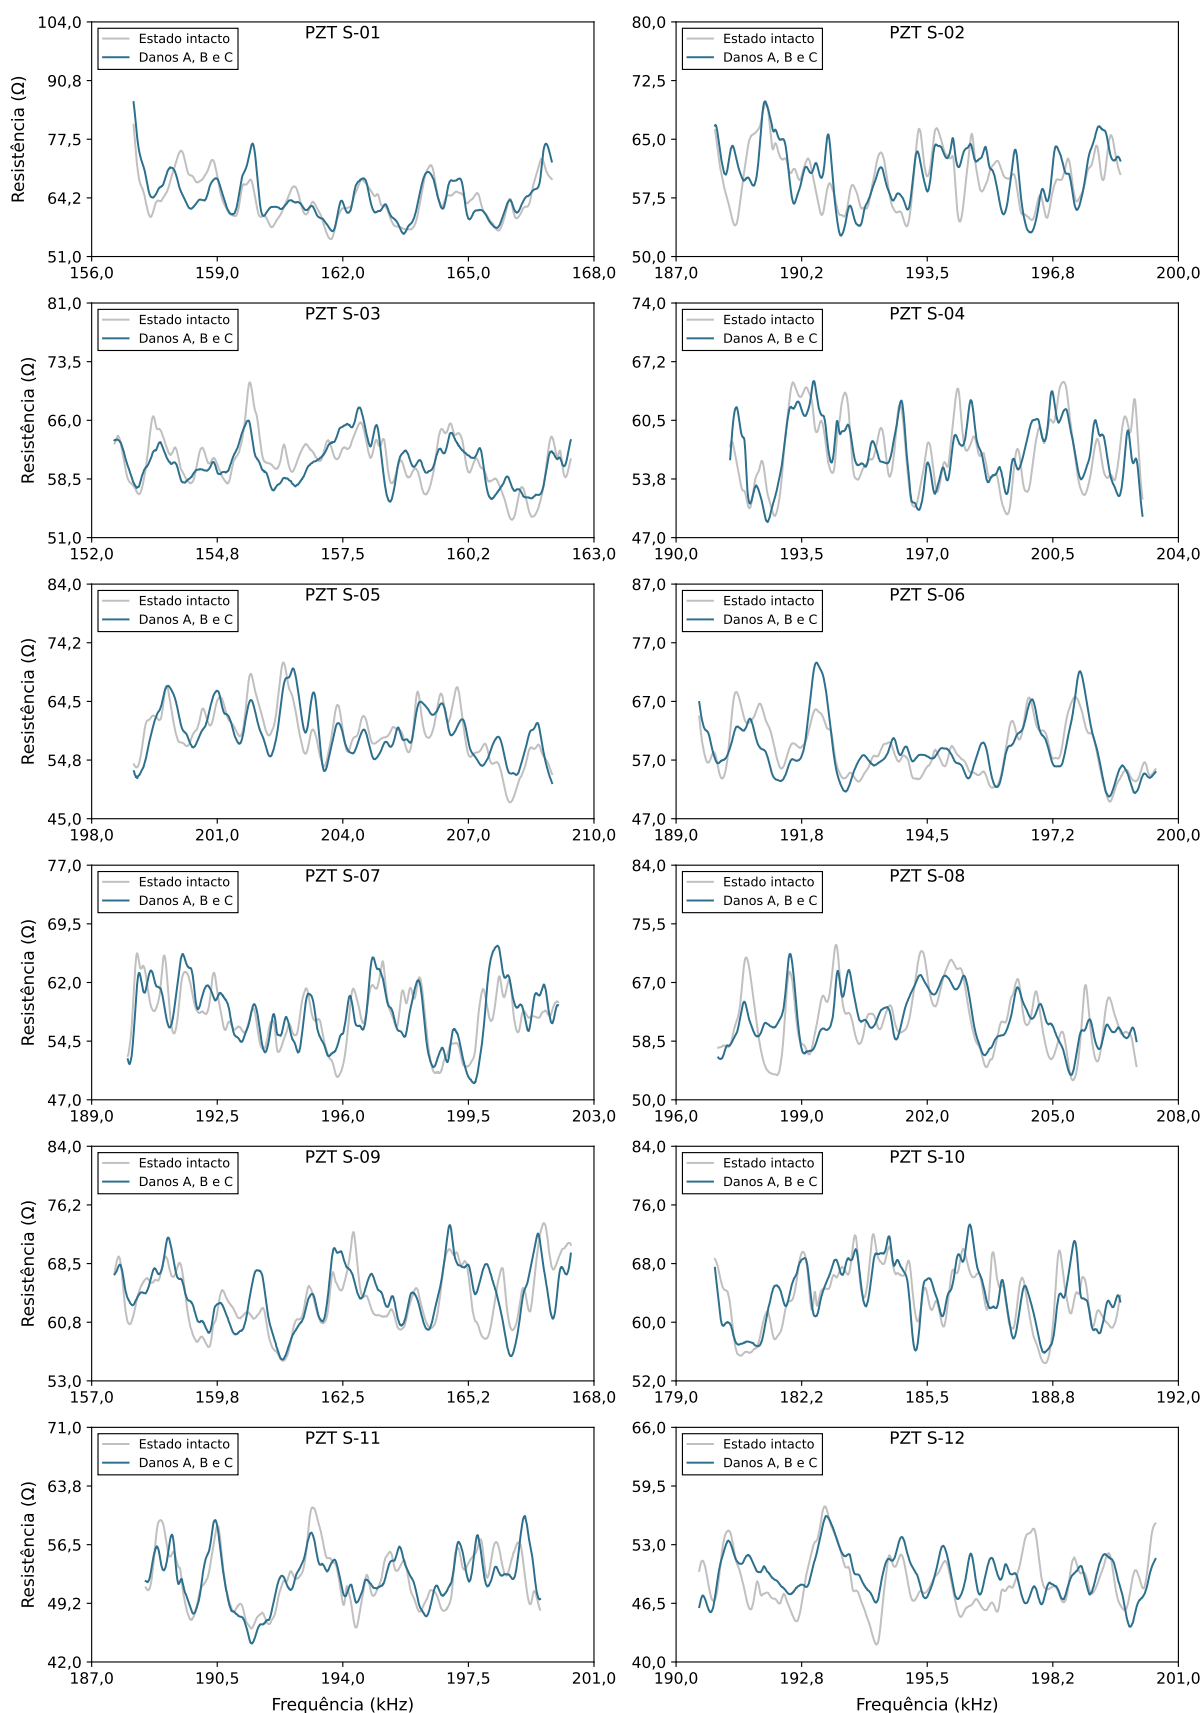 PZT S-01
Estado intacto
Danos A, B e C
Resistência (Ω)
104,0
90,8
77,5
64,2
51,0
156,0 159,0 162,0 165,0 168,0
PZT S-02
Estado intacto
Danos A, B e C
80,0
72,5
65,0
57,5
50,0
187,0 190,2 193,5 196,8 200,0
PZT S-03
Estado intacto
Danos A, B e C
Resistência (Ω)
81,0
73,5
66,0
58,5
51,0
152,0 154,8 157,5 160,2 163,0
PZT S-04
Estado intacto
Danos A, B e C
74,0
67,2
60,5
53,8
47,0
190,0 193,5 197,0 200,5 204,0
PZT S-05
Estado intacto
Danos A, B e C
Resistência (Ω)
84,0
74,2
64,5
54,8
45,0
198,0 201,0 204,0 207,0 210,0
PZT S-06
Estado intacto
Danos A, B e C
87,0
77,0
67,0
57,0
47,0
189,0 191,8 194,5 197,2 200,0
PZT S-07
Estado intacto
Danos A, B e C
Resistência (Ω)
77,0
69,5
62,0
54,5
47,0
189,0 192,5 196,0 199,5 203,0
PZT S-08
Estado intacto
Danos A, B e C
84,0
75,5
67,0
58,5
50,0
196,0 199,0 202,0 205,0 208,0
PZT S-09
Estado intacto
Danos A, B e C
Resistência (Ω)
84,0
76,2
68,5
60,8
53,0
157,0 159,8 162,5 165,2 168,0
PZT S-10
Estado intacto
Danos A, B e C
84,0
76,0
68,0
60,0
52,0
179,0 182,2 185,5 188,8 192,0
PZT S-11
Estado intacto
Danos A, B e C
Resistência (Ω)
71,0
63,8
56,5
49,2
42,0
187,0 190,5 194,0 197,5 201,0
Frequência (kHz)
PZT S-12
Estado intacto
Danos A, B e C
66,0
59,5
53,0
46,5
40,0
190,0 192,8 195,5 198,2 201,0
Frequência (kHz)